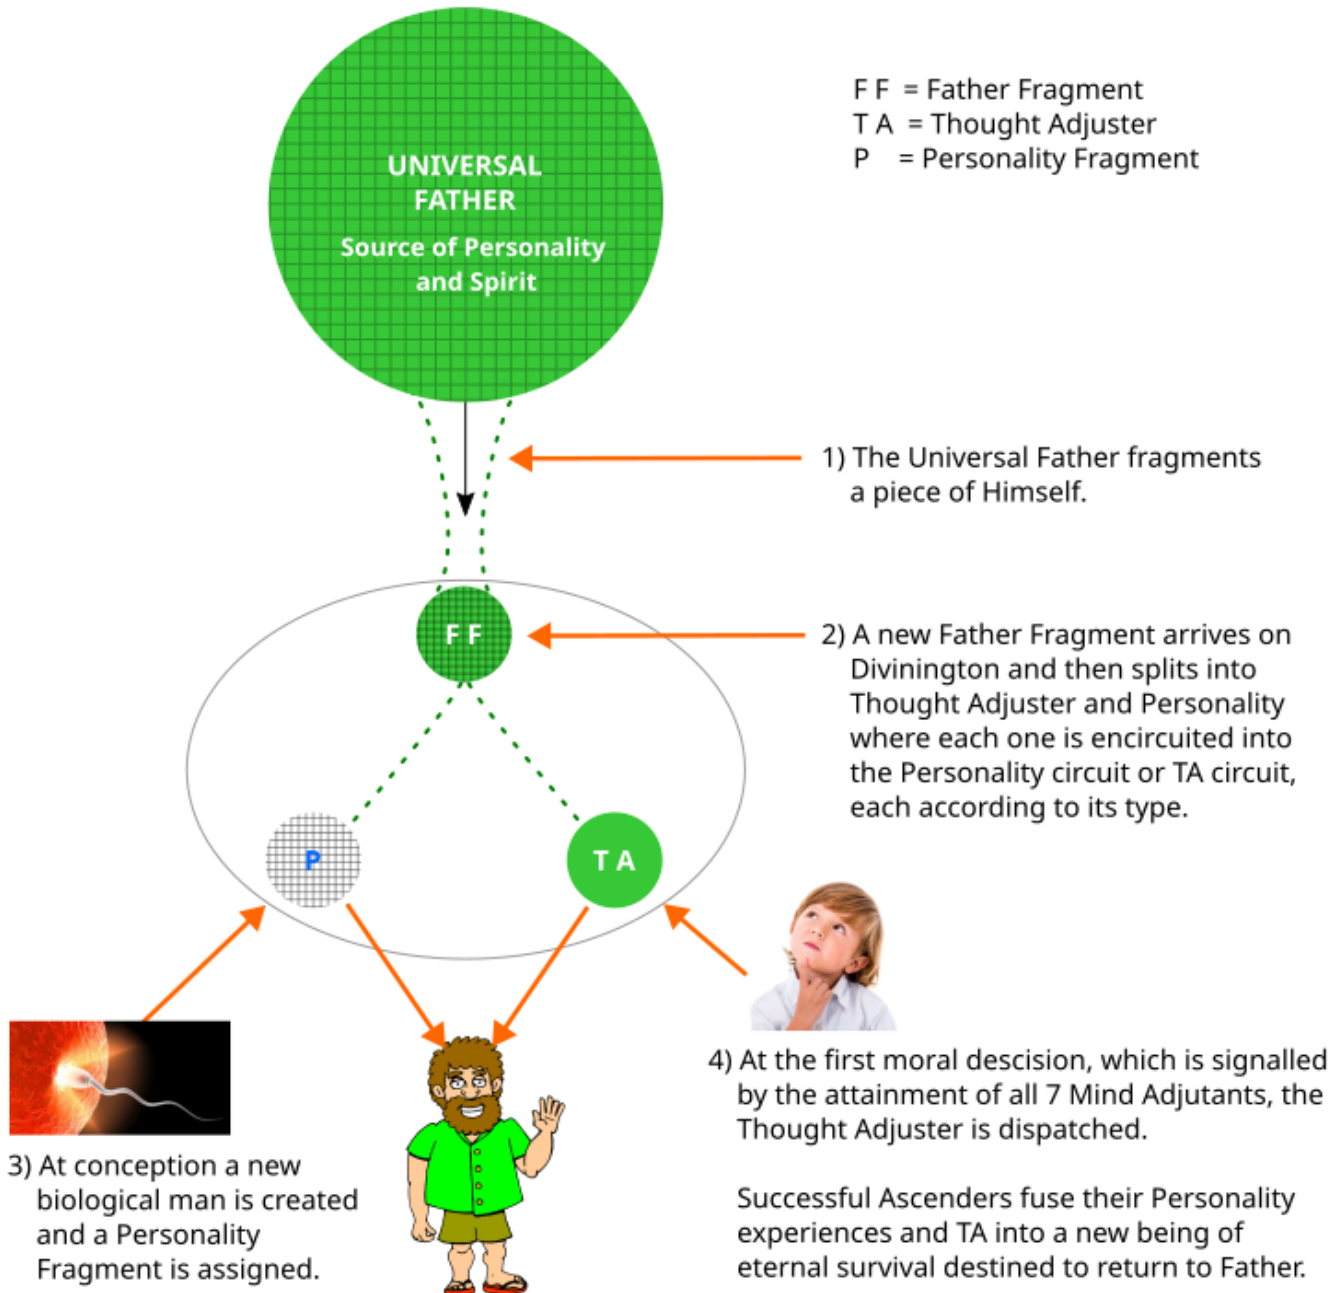 UNIVERSAL
FATHER
Source of Personality
and Spirit
F F = Father Fragment
T A = Thought Adjuster
P = Personality Fragment
1) The Universal Father fragments
a piece of Himself.
F F
2) A new Father Fragment arrives on
Divinington and then splits into
Thought Adjuster and Personality
where each one is encircuited into
the Personality circuit or TA circuit,
each according to its type.
P
T A
3) At conception a new
biological man is created
and a Personality
Fragment is assigned.
4) At the first moral descision, which is signalled
by the attainment of all 7 Mind Adjutants, the
Thought Adjuster is dispatched.
Successful Ascenders fuse their Personality
experiences and TA into a new being of
eternal survival destined to return to Father.